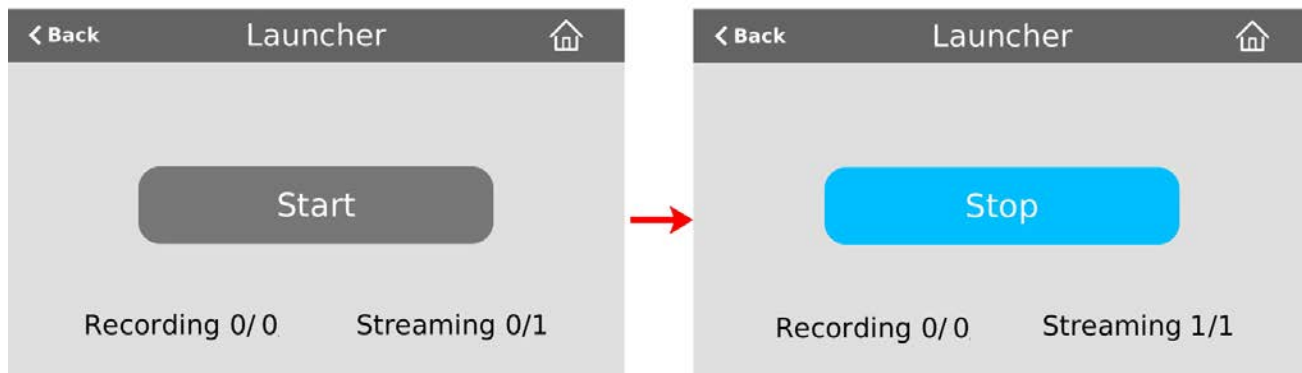 Back Launcher
Start
Recording 0/0 Streaming 0/1
Back Launcher
Stop
Recording 0/0 Streaming 1/1